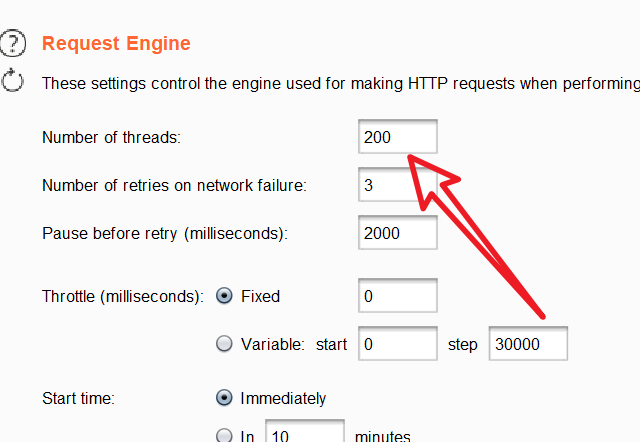 Request Engine
These settings control the engine used for making HTTP requests when performing
Number of threads: 200
Number of retries on network failure: 3
Pause before retry (milliseconds): 2000
Throttle (milliseconds): Fixed 0
Variable: start 0 step 30000
Start time: Immediately
In 10 minutes